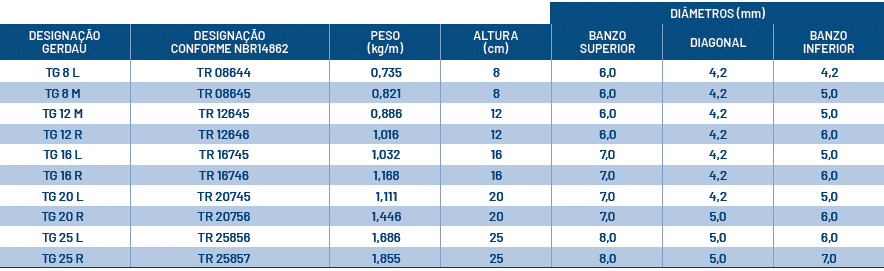 DIÂMETROS (mm)
DESIGNAÇÃO GERDAU DESIGNAÇÃO CONFORME NBR14862 PESO (kg/m) ALTURA (cm) BANZO SUPERIOR DIAGONAL BANZO INFERIOR
TG 8 L TR 08644 0,735 8 6,0 4,2 4,2
TG 8 M TR 08645 0,821 8 6,0 4,2 5,0
TG 12 M TR 12645 0,886 12 6,0 4,2 5,0
TG 12 R TR 12646 1,016 12 6,0 4,2 6,0
TG 16 L TR 16745 1,032 16 7,0 4,2 5,0
TG 16 R TR 16746 1,168 16 7,0 4,2 6,0
TG 20 L TR 20745 1,111 20 7,0 4,2 5,0
TG 20 R TR 20756 1,446 20 7,0 5,0 6,0
TG 25 L TR 25856 1,686 25 8,0 5,0 6,0
TG 25 R TR 25857 1,855 25 8,0 5,0 7,0